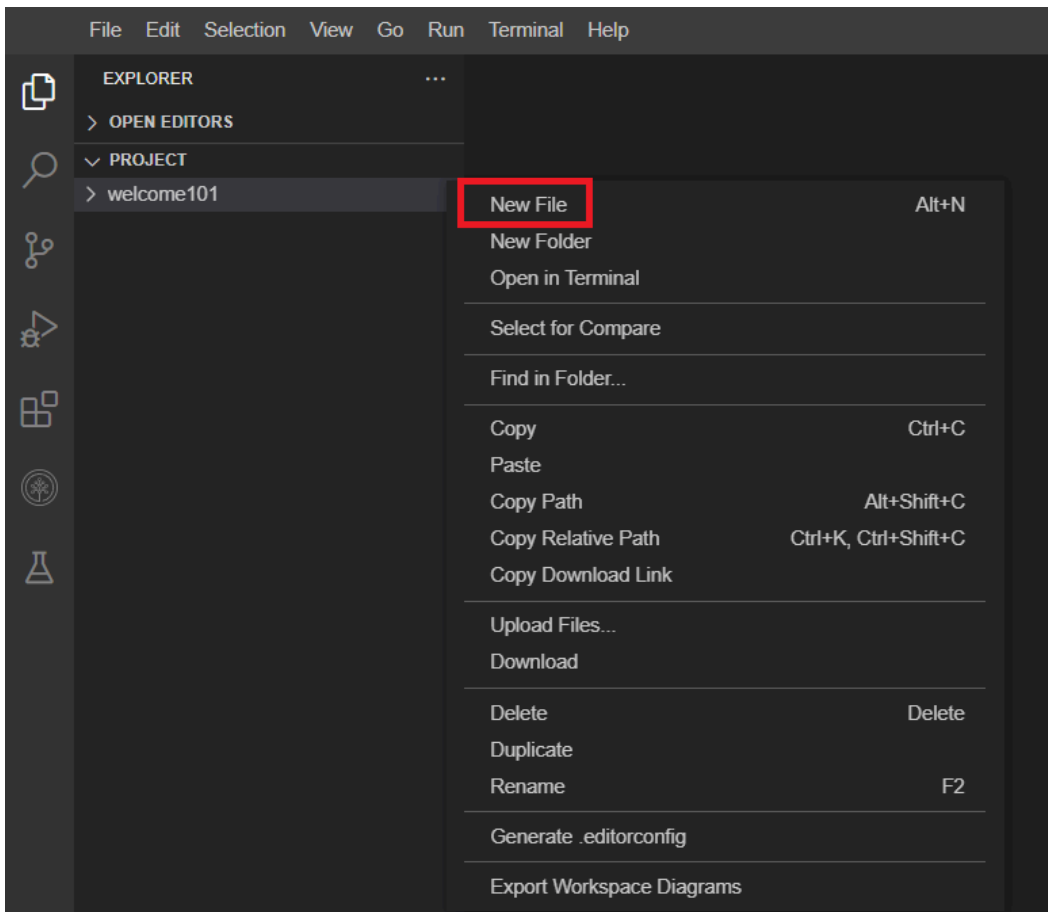 File Edit Selection View Go Run Terminal Help
EXPLORER ...
OPEN EDITORS
PROJECT
welcome101
New File Alt+N
New Folder
Open in Terminal
Select for Compare
Find in Folder...
Copy Ctrl+C
Paste
Copy Path Alt+Shift+C
Copy Relative Path Ctrl+K, Ctrl+Shift+C
Copy Download Link
Upload Files...
Download
Delete Delete
Duplicate
Rename F2
Generate .editorconfig
Export Workspace Diagrams